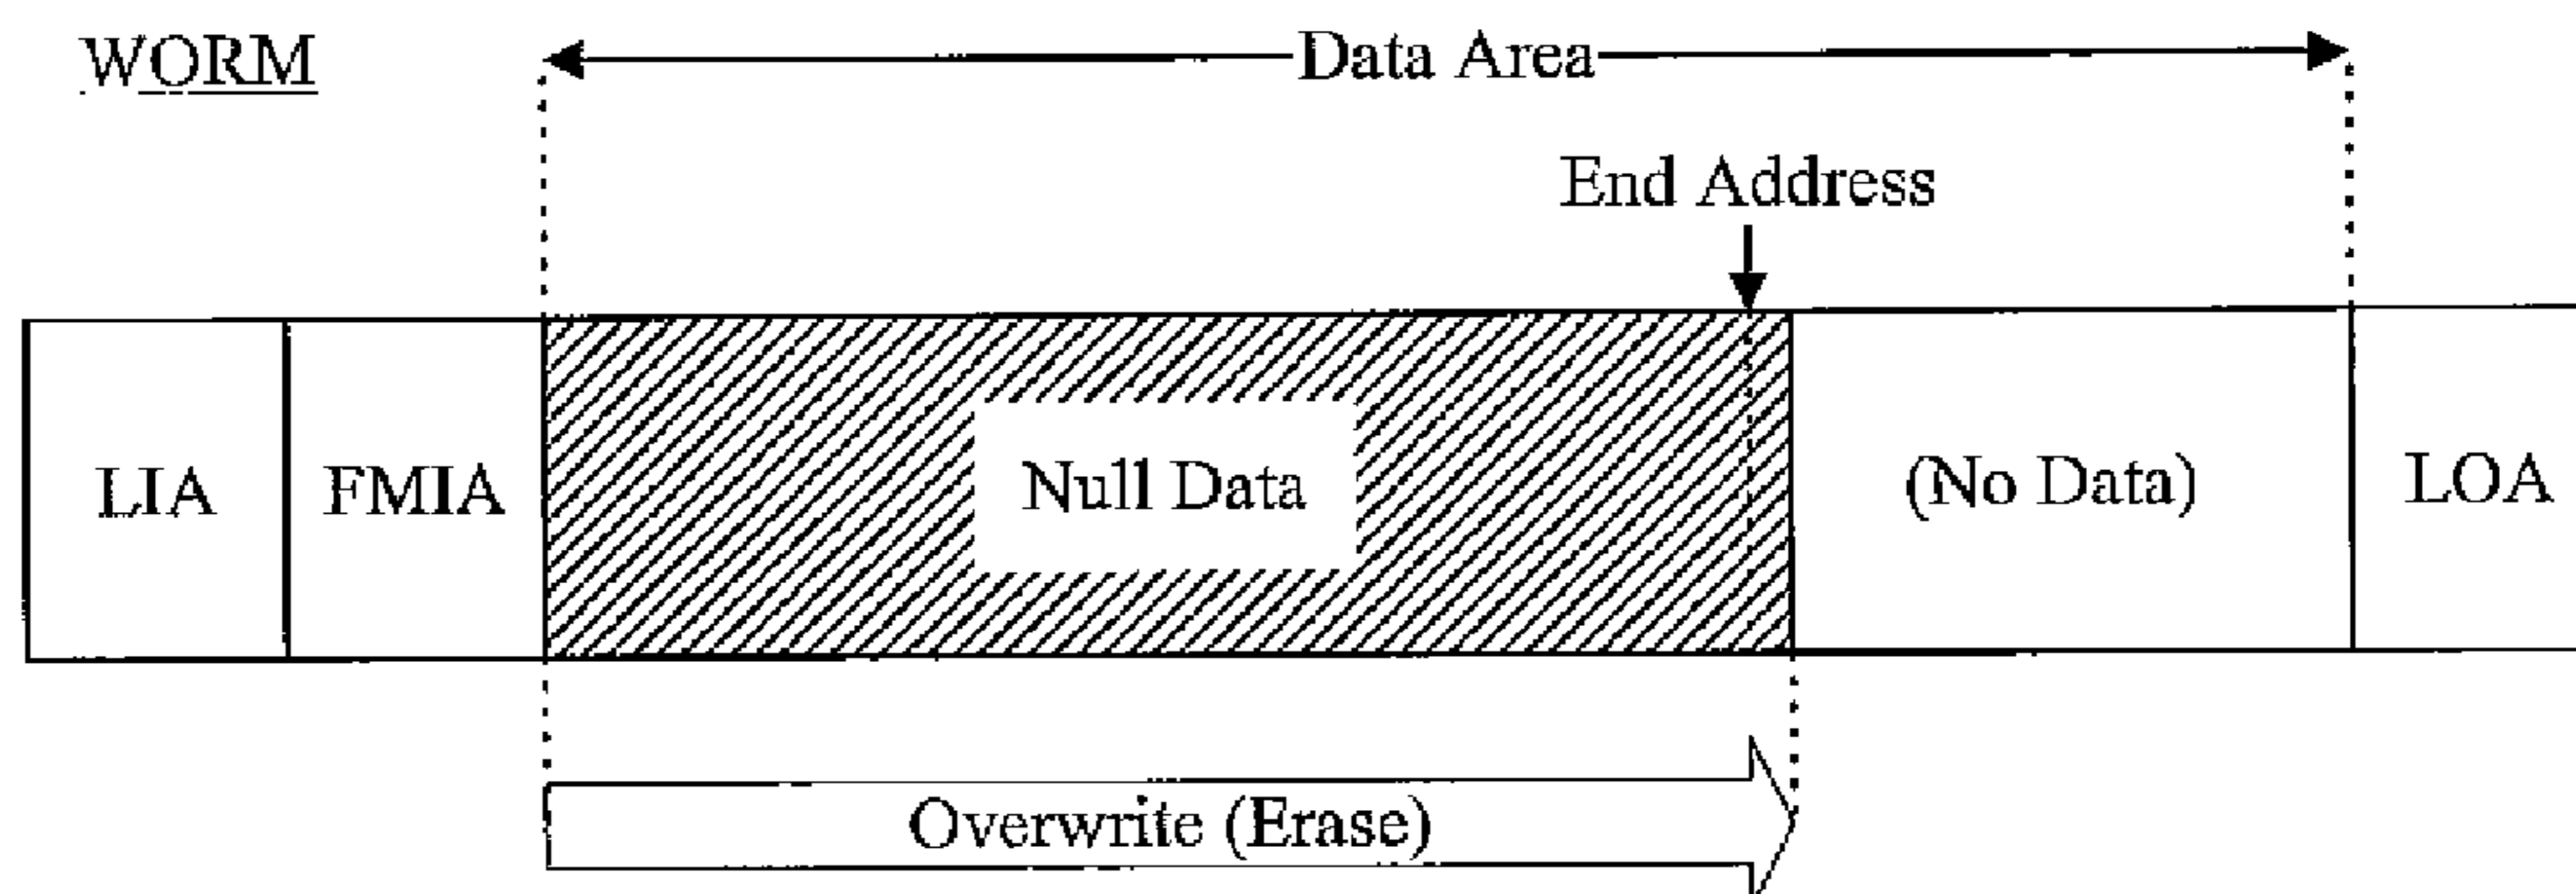 WORM
Data Area
End Address
LIA
FMIA
Null Data
(No Data)
LOA
Overwrite (Erase)